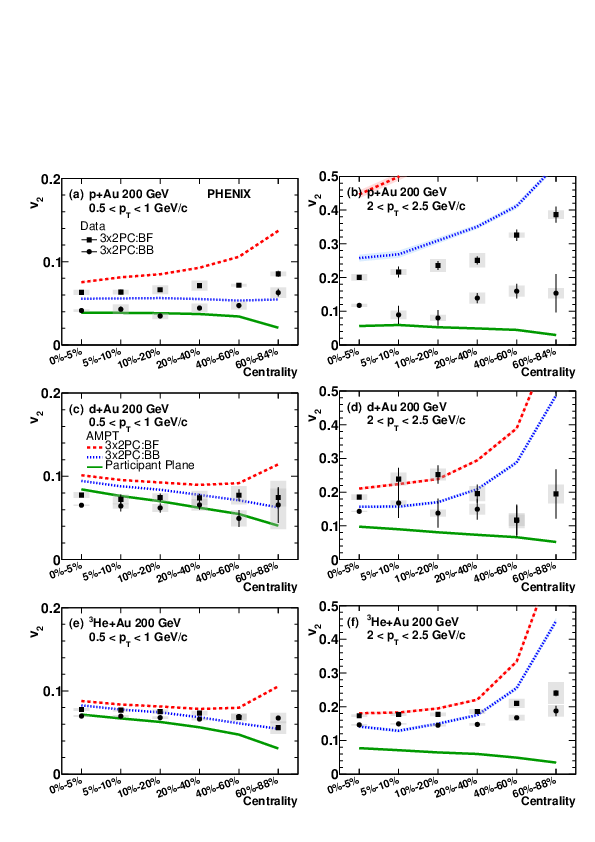 0.2
0.1
0
v₂
(a) p+Au 200 GeV
PHENIX
0.5 < p_T < 1 GeV/c
Data
3x2PC:BF
3x2PC:BB
0%-5%
5%-10%
10%-20%
20%-40%
40%-60%
60%-84%
Centrality
0.5
0.4
0.3
0.2
0.1
0
v₂
(b) p+Au 200 GeV
2 < p_T < 2.5 GeV/c
0%-5%
5%-10%
10%-20%
20%-40%
40%-60%
60%-84%
Centrality
0.2
0.1
0
v₂
(c) d+Au 200 GeV
0.5 < p_T < 1 GeV/c
AMPT
3x2PC:BF
3x2PC:BB
Participant Plane
0%-5%
5%-10%
10%-20%
20%-40%
40%-60%
60%-88%
Centrality
0.5
0.4
0.3
0.2
0.1
0
v₂
(d) d+Au 200 GeV
2 < p_T < 2.5 GeV/c
0%-5%
5%-10%
10%-20%
20%-40%
40%-60%
60%-88%
Centrality
0.2
0.1
0
v₂
(e) ³He+Au 200 GeV
0.5 < p_T < 1 GeV/c
0%-5%
5%-10%
10%-20%
20%-40%
40%-60%
60%-88%
Centrality
0.5
0.4
0.3
0.2
0.1
0
v₂
(f) ³He+Au 200 GeV
2 < p_T < 2.5 GeV/c
0%-5%
5%-10%
10%-20%
20%-40%
40%-60%
60%-88%
Centrality